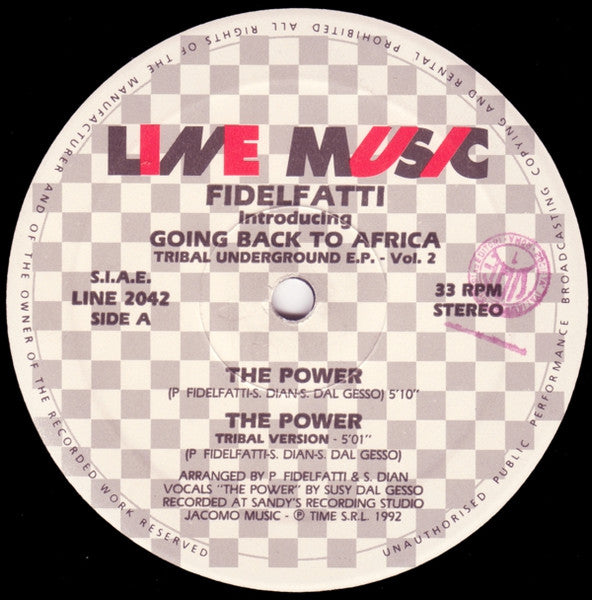 ALL RIGHTS OF THE MANUFACTURER AND OF THE OWNER OF THE RECORDED WORK RESERVED
UNAUTHORISED PUBLIC PERFORMANCE BROADCASTING COPYING AND RENTAL PROHIBITED
LINE MUSIC
FIDELFATTI
Introducing
GOING BACK TO AFRICA
TRIBAL UNDERGROUND E.P. - Vol. 2
S.I.A.E.
LINE 2042
SIDE A
33 RPM
STEREO
THE POWER
(P FIDELFATTI-S. DIAN-S. DAL GESSO) 5'10"
THE POWER
TRIBAL VERSION - 5'01"
(P FIDELFATTI-S. DIAN-S. DAL GESSO)
ARRANGED BY P FIDELFATTI & S. DIAN
VOCALS "THE POWER" BY SUSY DAL GESSO
RECORDED AT SANDY'S RECORDING STUDIO
JACOMO MUSIC - ℗ TIME S.R.L. 1992